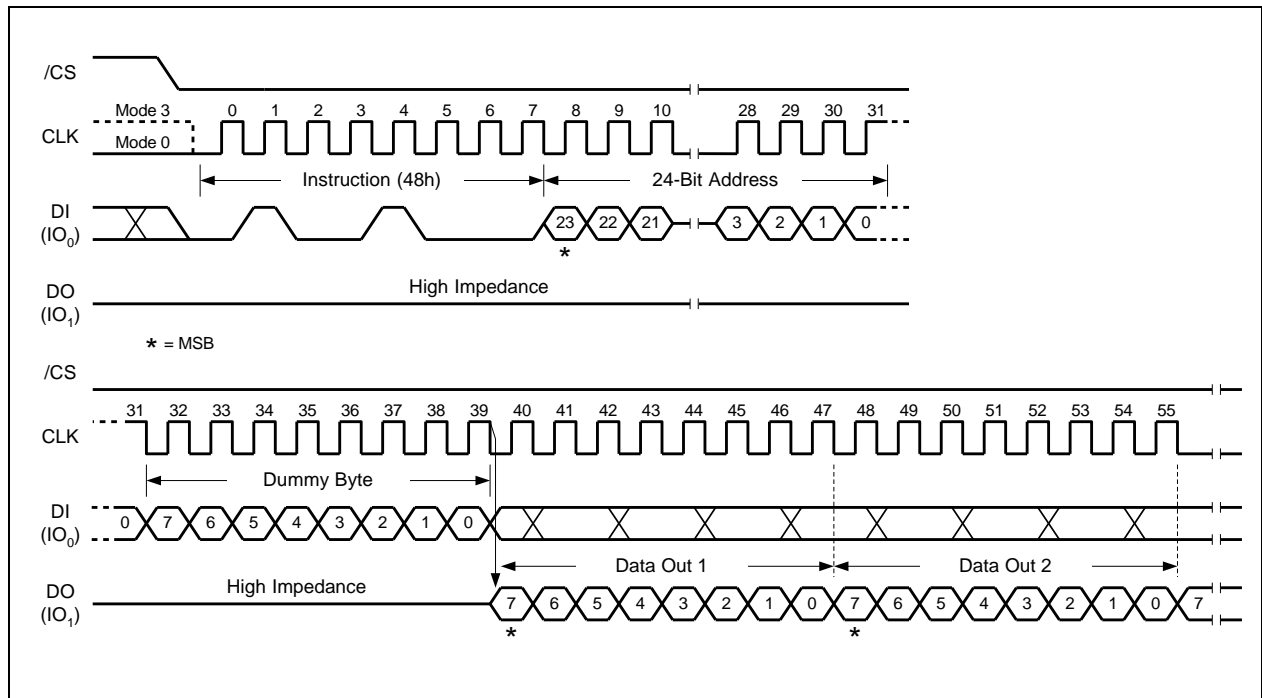 /CS
Mode 3 0 1 2 3 4 5 6 7 8 9 10 28 29 30 31
CLK
Mode 0
Instruction (48h) 24-Bit Address
DI
(IO0)
23 22 21 3 2 1 0
*
High Impedance
DO
(IO1)
* = MSB
/CS
31 32 33 34 35 36 37 38 39 40 41 42 43 44 45 46 47 48 49 50 51 52 53 54 55
CLK
Dummy Byte
DI
(IO0)
0 7 6 5 4 3 2 1 0
Data Out 1 Data Out 2
High Impedance
DO
(IO1)
7 6 5 4 3 2 1 0 7 6 5 4 3 2 1 0 7
* *